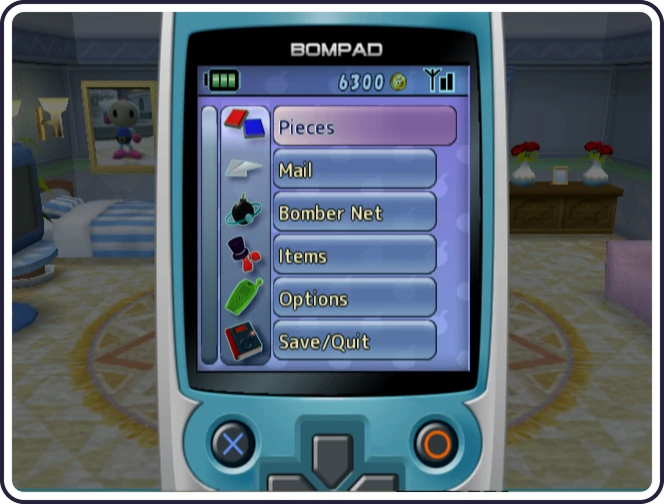 BOMPAD
6300
Pieces
Mail
Bomber Net
Items
Options
Save/Quit